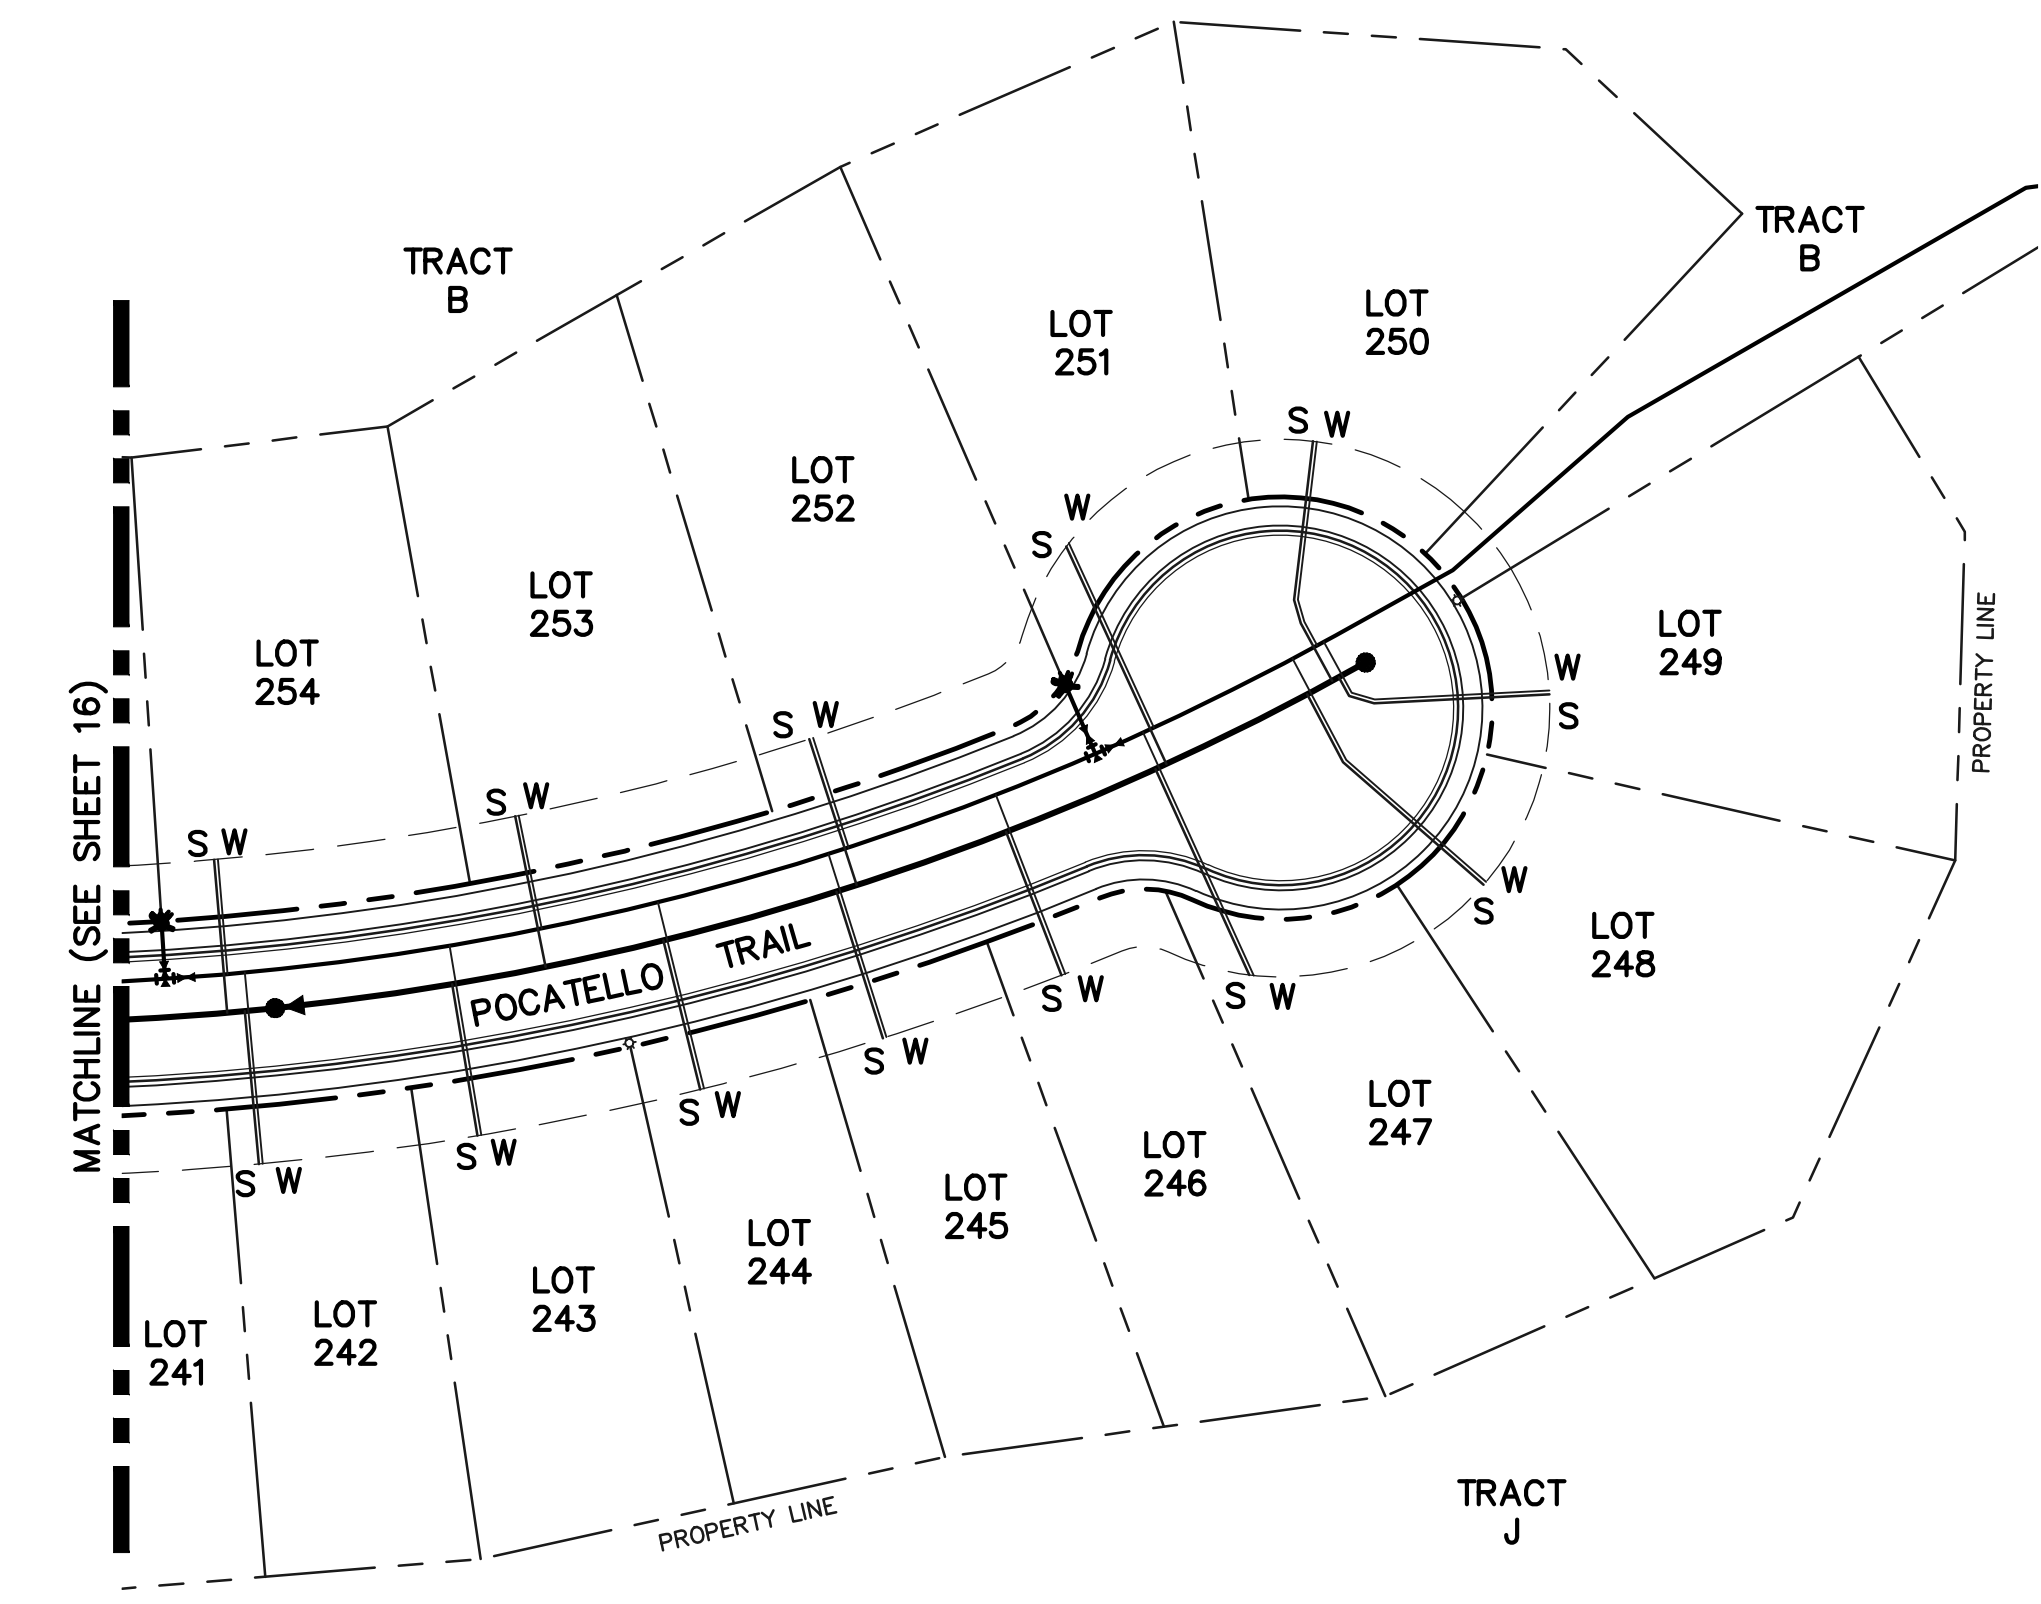 TRACT
B
TRACT
B
LOT
250
LOT
251
S W
LOT
252
W
S
LOT
253
LOT
249
PROPERTY LINE
LOT
254
W
S
S W
S W
S W
MATCHLINE (SEE SHEET 16)
W
S
LOT
248
POCATELLO TRAIL
S W
S W
S W
S W
S W
S W
LOT
247
LOT
246
LOT
245
LOT
244
LOT
243
LOT
242
LOT
241
PROPERTY LINE
TRACT
J